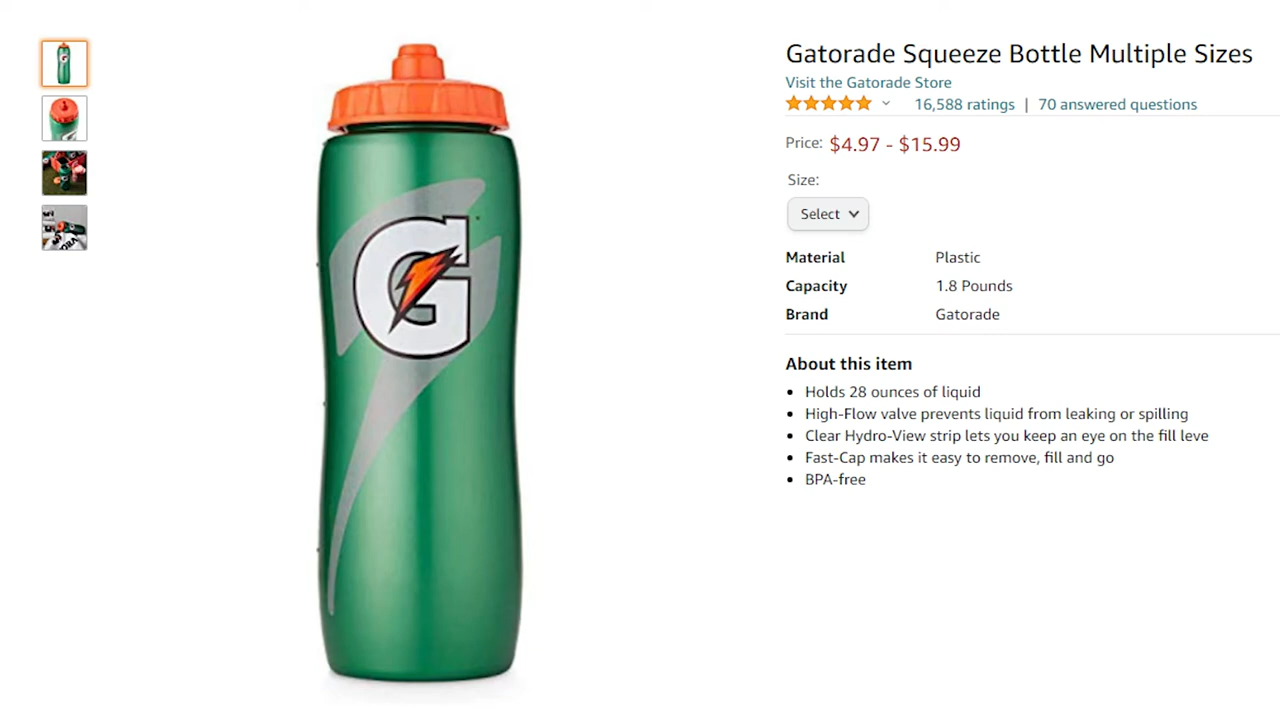 Gatorade Squeeze Bottle Multiple Sizes
Visit the Gatorade Store
16,588 ratings | 70 answered questions
Price: $4.97 - $15.99
Size:
Select
Material Plastic
Capacity 1.8 Pounds
Brand Gatorade
About this item
Holds 28 ounces of liquid
High-Flow valve prevents liquid from leaking or spilling
Clear Hydro-View strip lets you keep an eye on the fill leve
Fast-Cap makes it easy to remove, fill and go
BPA-free
G